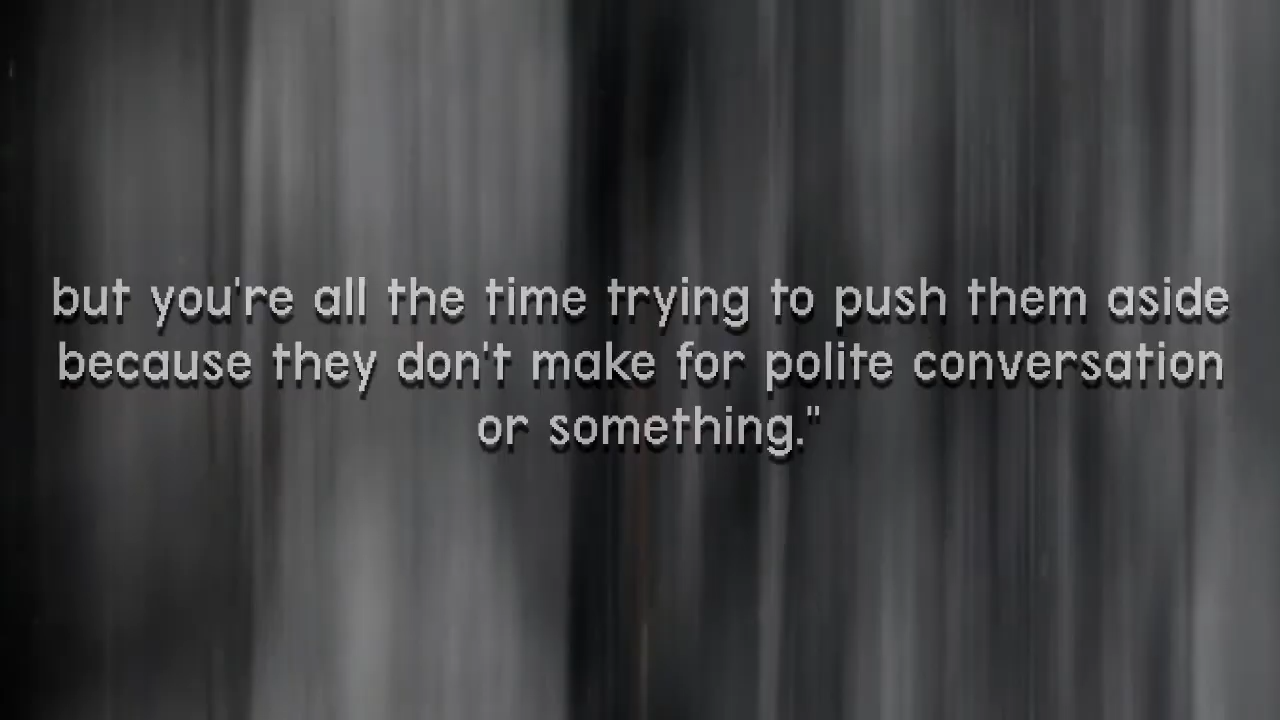 but you're all the time trying to push them aside
because they don't make for polite conversation
or something."